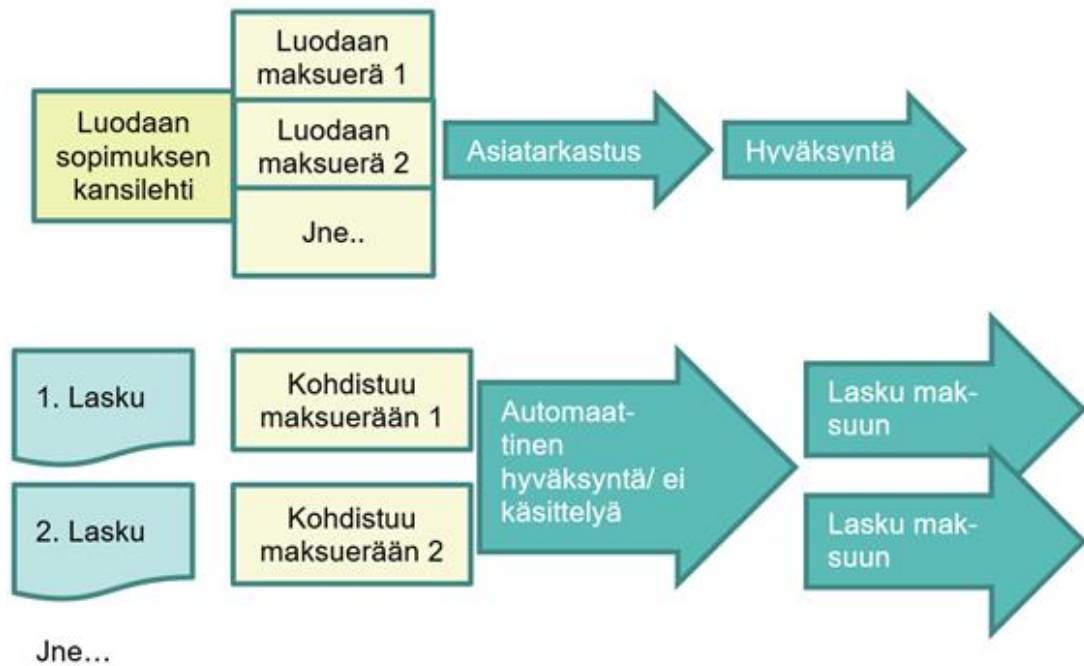 Luodaan
maksuerä 1
Luodaan
sopimuksen
kansilehti
Luodaan
maksuerä 2
Jne..
Asiatarkastus
Hyväksyntä
1. Lasku
Kohdistuu
maksuerään 1
2. Lasku
Kohdistuu
maksuerään 2
Automaat-
tinen
hyväksyntä/ ei
käsittelyä
Lasku mak-
suun
Lasku mak-
suun
Jne...